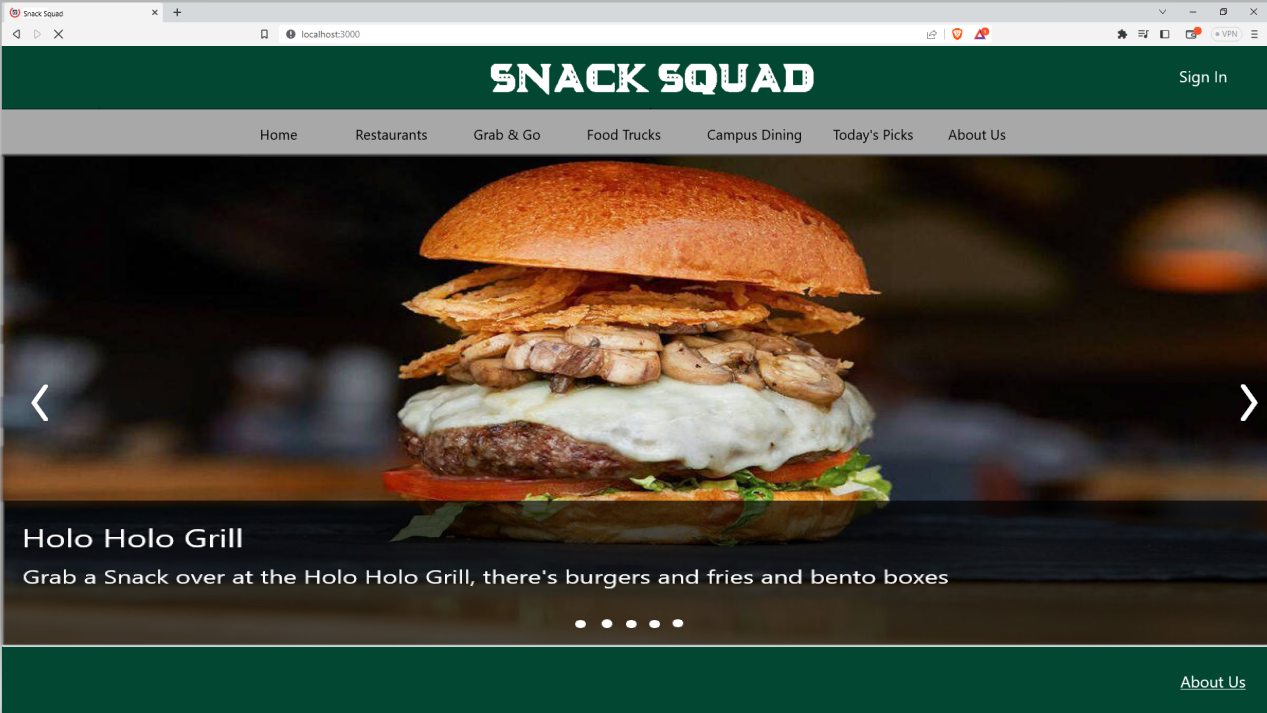 Snack Squad
localhost:3000
VPN
SNACK SQUAD
Sign In
Home Restaurants Grab & Go Food Trucks Campus Dining Today's Picks About Us
Holo Holo Grill
Grab a Snack over at the Holo Holo Grill, there's burgers and fries and bento boxes
About Us